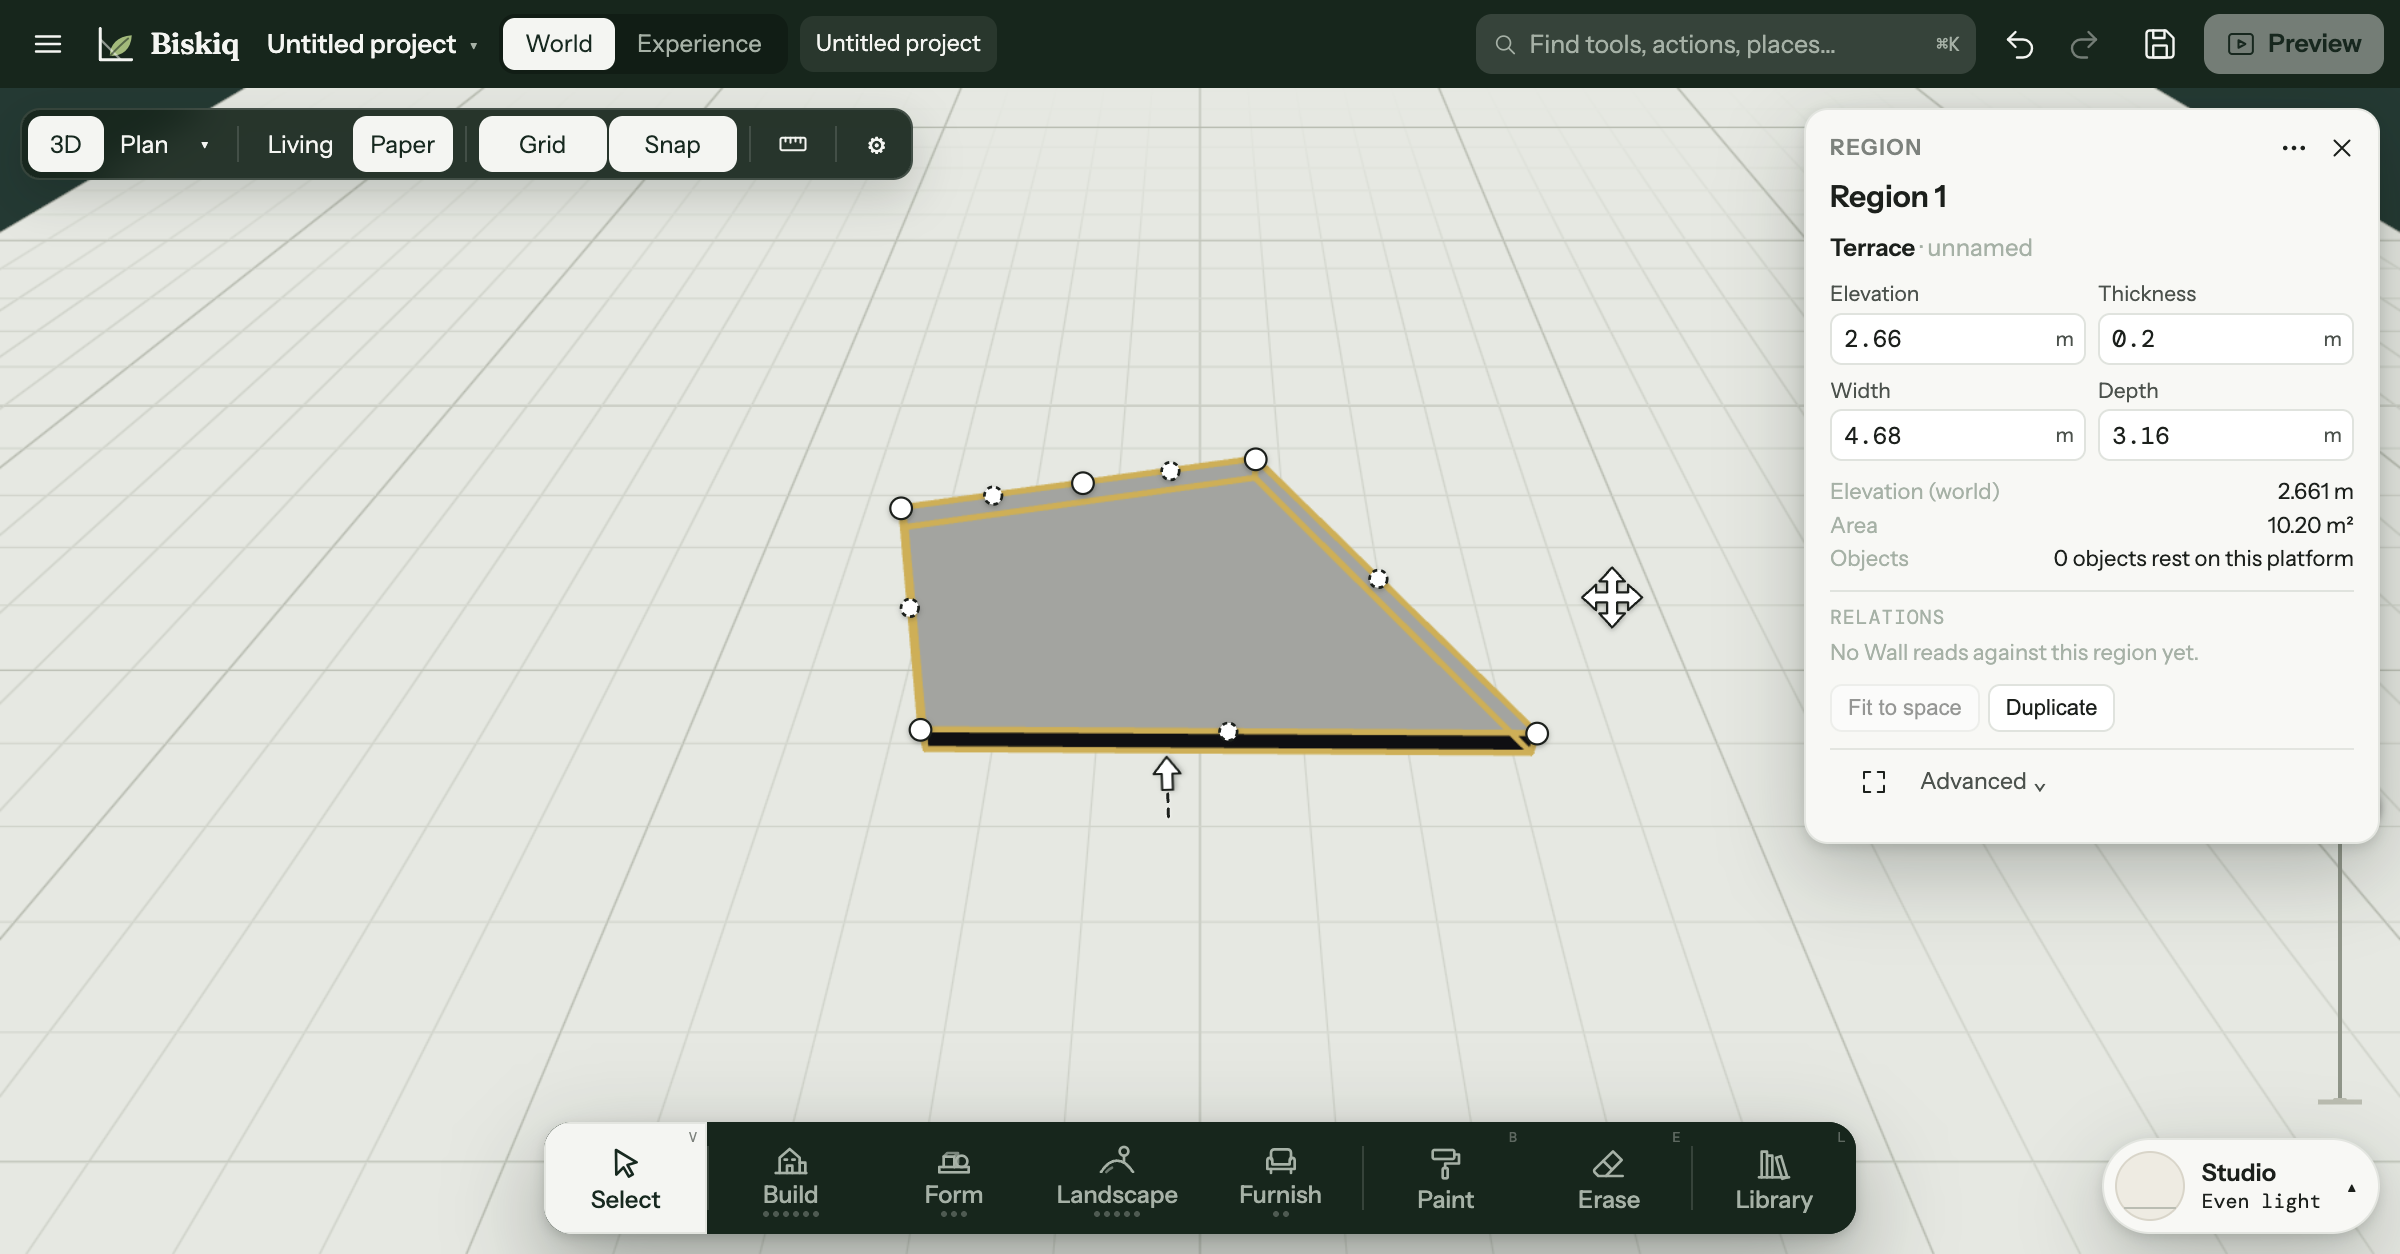 Biskiq
Untitled project
World
Experience
Untitled project
Find tools, actions, places...
⌘K
Preview
3D
Plan
Living
Paper
Grid
Snap
REGION
Region 1
Terrace · unnamed
Elevation
Thickness
2.66 m
0.2 m
Width
Depth
4.68 m
3.16 m
Elevation (world) 2.661 m
Area 10.20 m²
Objects 0 objects rest on this platform
RELATIONS
No Wall reads against this region yet.
Fit to space
Duplicate
Advanced
V
Select
Build
Form
Landscape
Furnish
B
Paint
E
Erase
L
Library
Studio
Even light